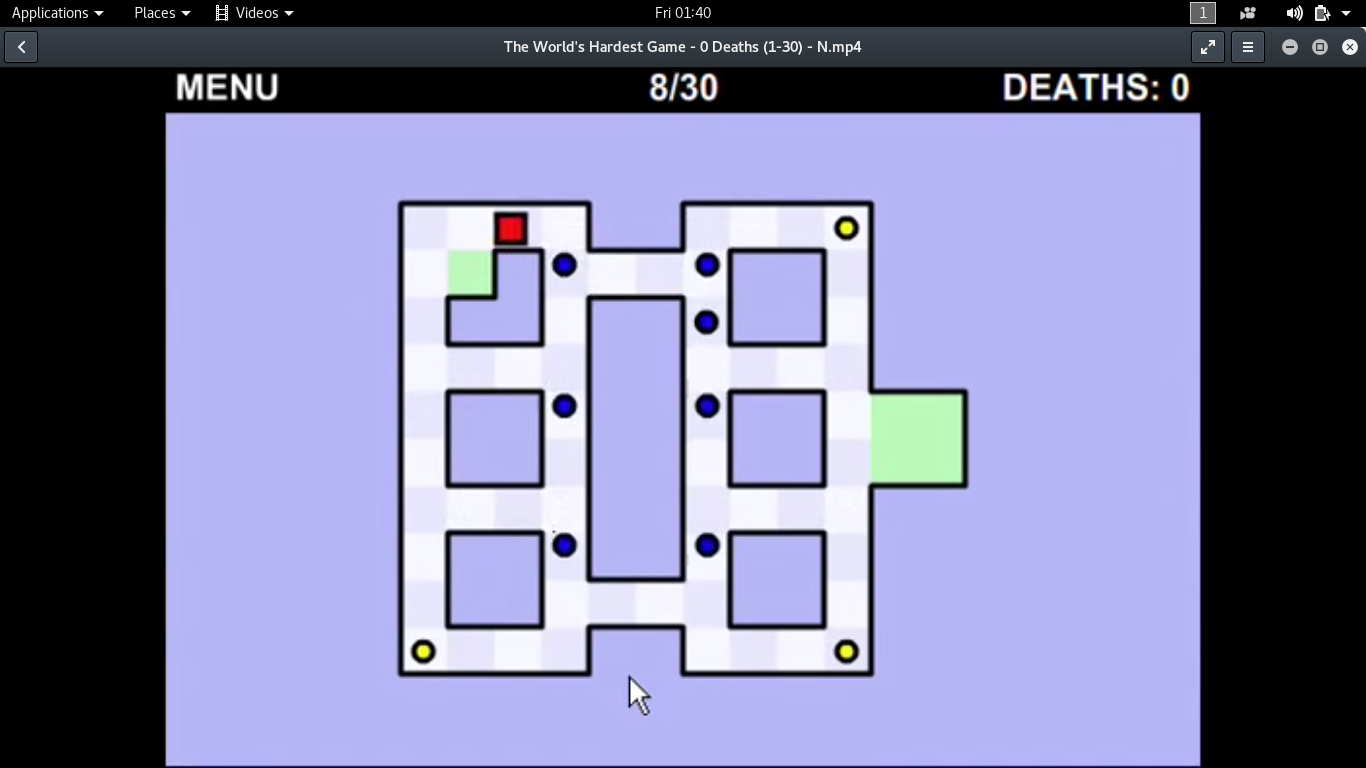 Applications Places Videos Fri 01:40 1
The World's Hardest Game - 0 Deaths (1-30) - N.mp4
MENU 8/30 DEATHS: 0